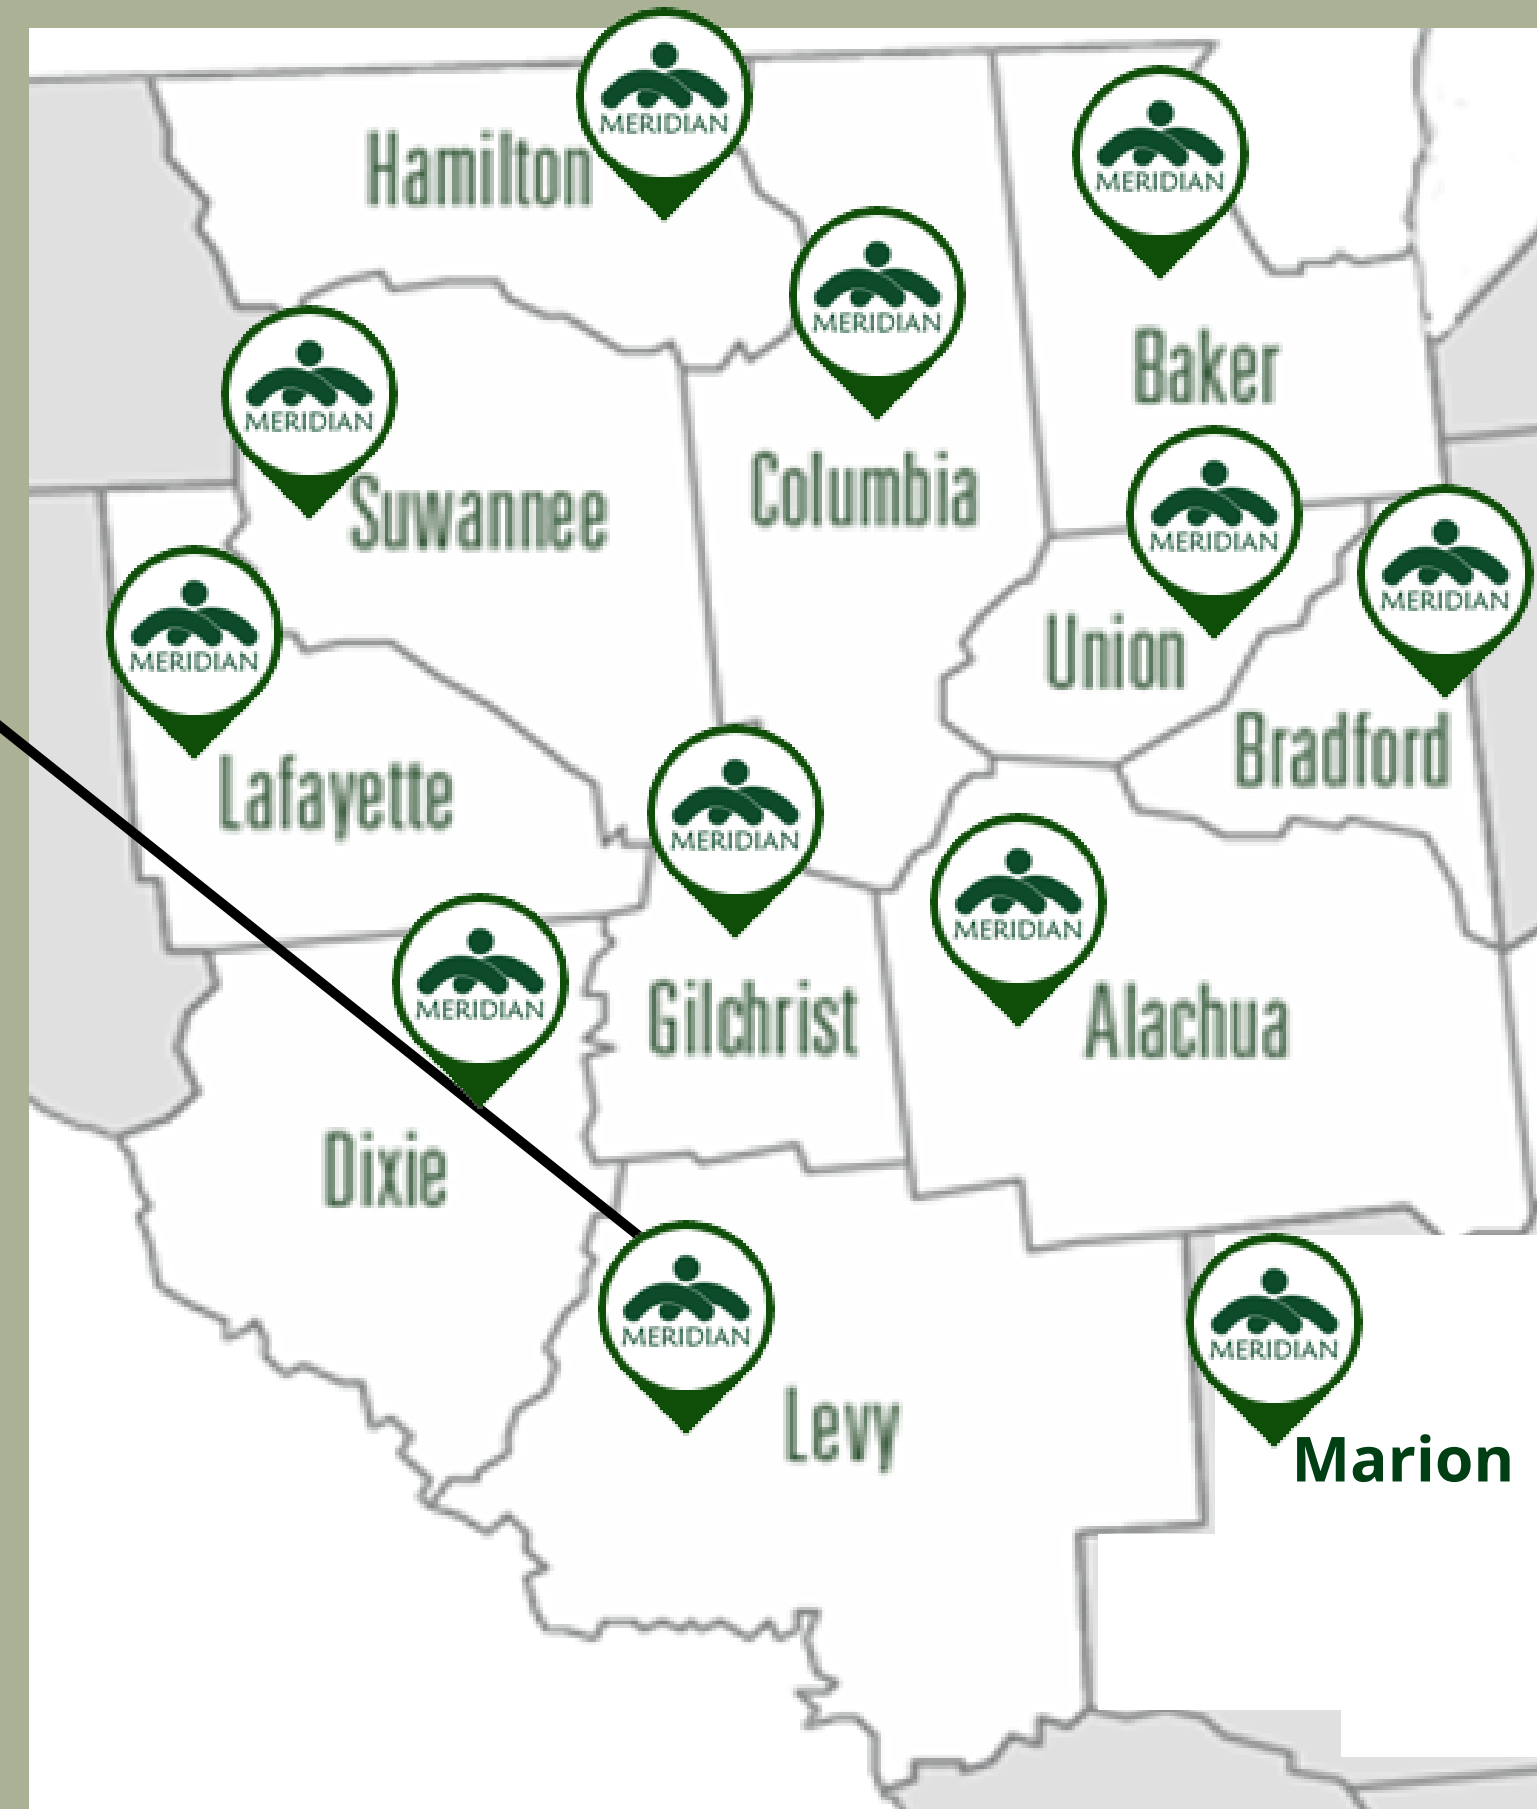 MERIDIAN
MERIDIAN
Hamilton
MERIDIAN
Baker
MERIDIAN
Columbia
Suwannee
MERIDIAN
MERIDIAN
MERIDIAN
Union
Bradford
Lafayette
MERIDIAN
MERIDIAN
MERIDIAN
Gilchrist
Alachua
Dixie
MERIDIAN
MERIDIAN
Levy
Marion